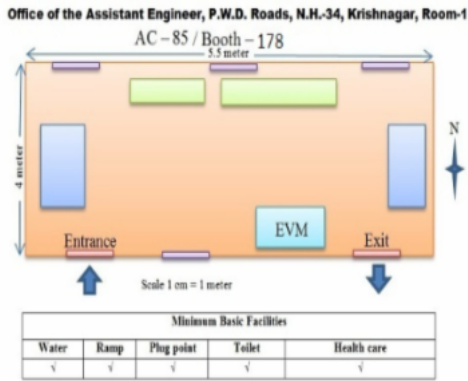 Office of the Assistant Engineer, P.W.D. Roads, N.H.-34, Krishnagar, Room-1
AC – 85 / Booth – 178
5.5 meter
4 meter
N
EVM
Entrance
Exit
Scale 1 cm = 1 meter
Minimum Basic Facilities
Water Ramp Plug point Toilet Health care
√ √ √ √ √